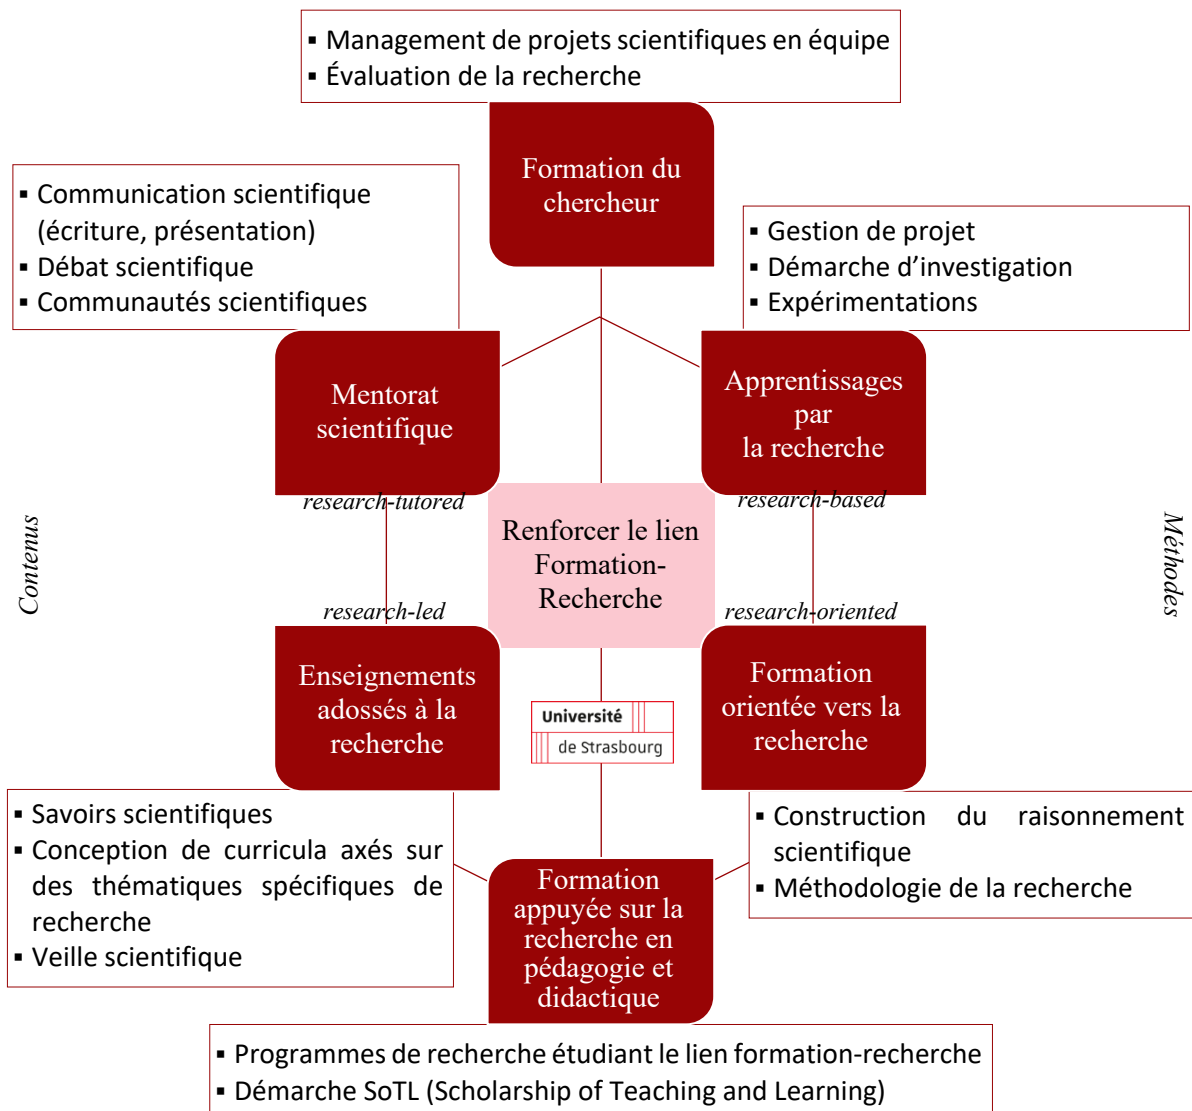 ▪ Management de projets scientifiques en équipe
▪ Évaluation de la recherche
Formation du
chercheur
▪ Communication scientifique
(écriture, présentation)
▪ Débat scientifique
▪ Communautés scientifiques
▪ Gestion de projet
▪ Démarche d’investigation
▪ Expérimentations
Mentorat
scientifique
Apprentissages
par
la recherche
research-tutored
research-based
Contenus
Renforcer le lien
Formation-
Recherche
Méthodes
research-led
research-oriented
Enseignements
adossés à la
recherche
Université
de Strasbourg
Formation
orientée vers la
recherche
▪ Savoirs scientifiques
▪ Conception de curricula axés sur
des thématiques spécifiques de
recherche
▪ Veille scientifique
▪ Construction du raisonnement
scientifique
▪ Méthodologie de la recherche
Formation
appuyée sur la
recherche en
pédagogie et
didactique
▪ Programmes de recherche étudiant le lien formation-recherche
▪ Démarche SoTL (Scholarship of Teaching and Learning)